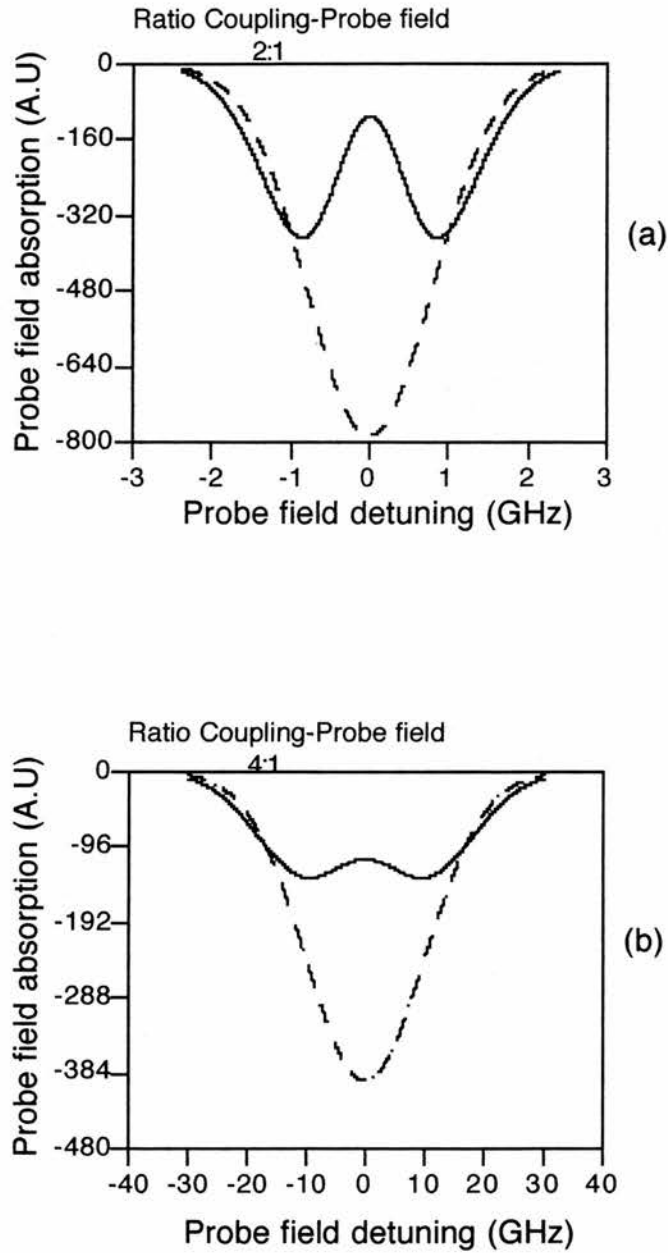 Ratio Coupling-Probe field
2:1
0
-160
-320
-480
-640
-800
-3 -2 -1 0 1 2 3
Probe field absorption (A.U)
Probe field detuning (GHz)
(a)
Ratio Coupling-Probe field
4:1
0
-96
-192
-288
-384
-480
-40 -30 -20 -10 0 10 20 30 40
Probe field absorption (A.U)
Probe field detuning (GHz)
(b)